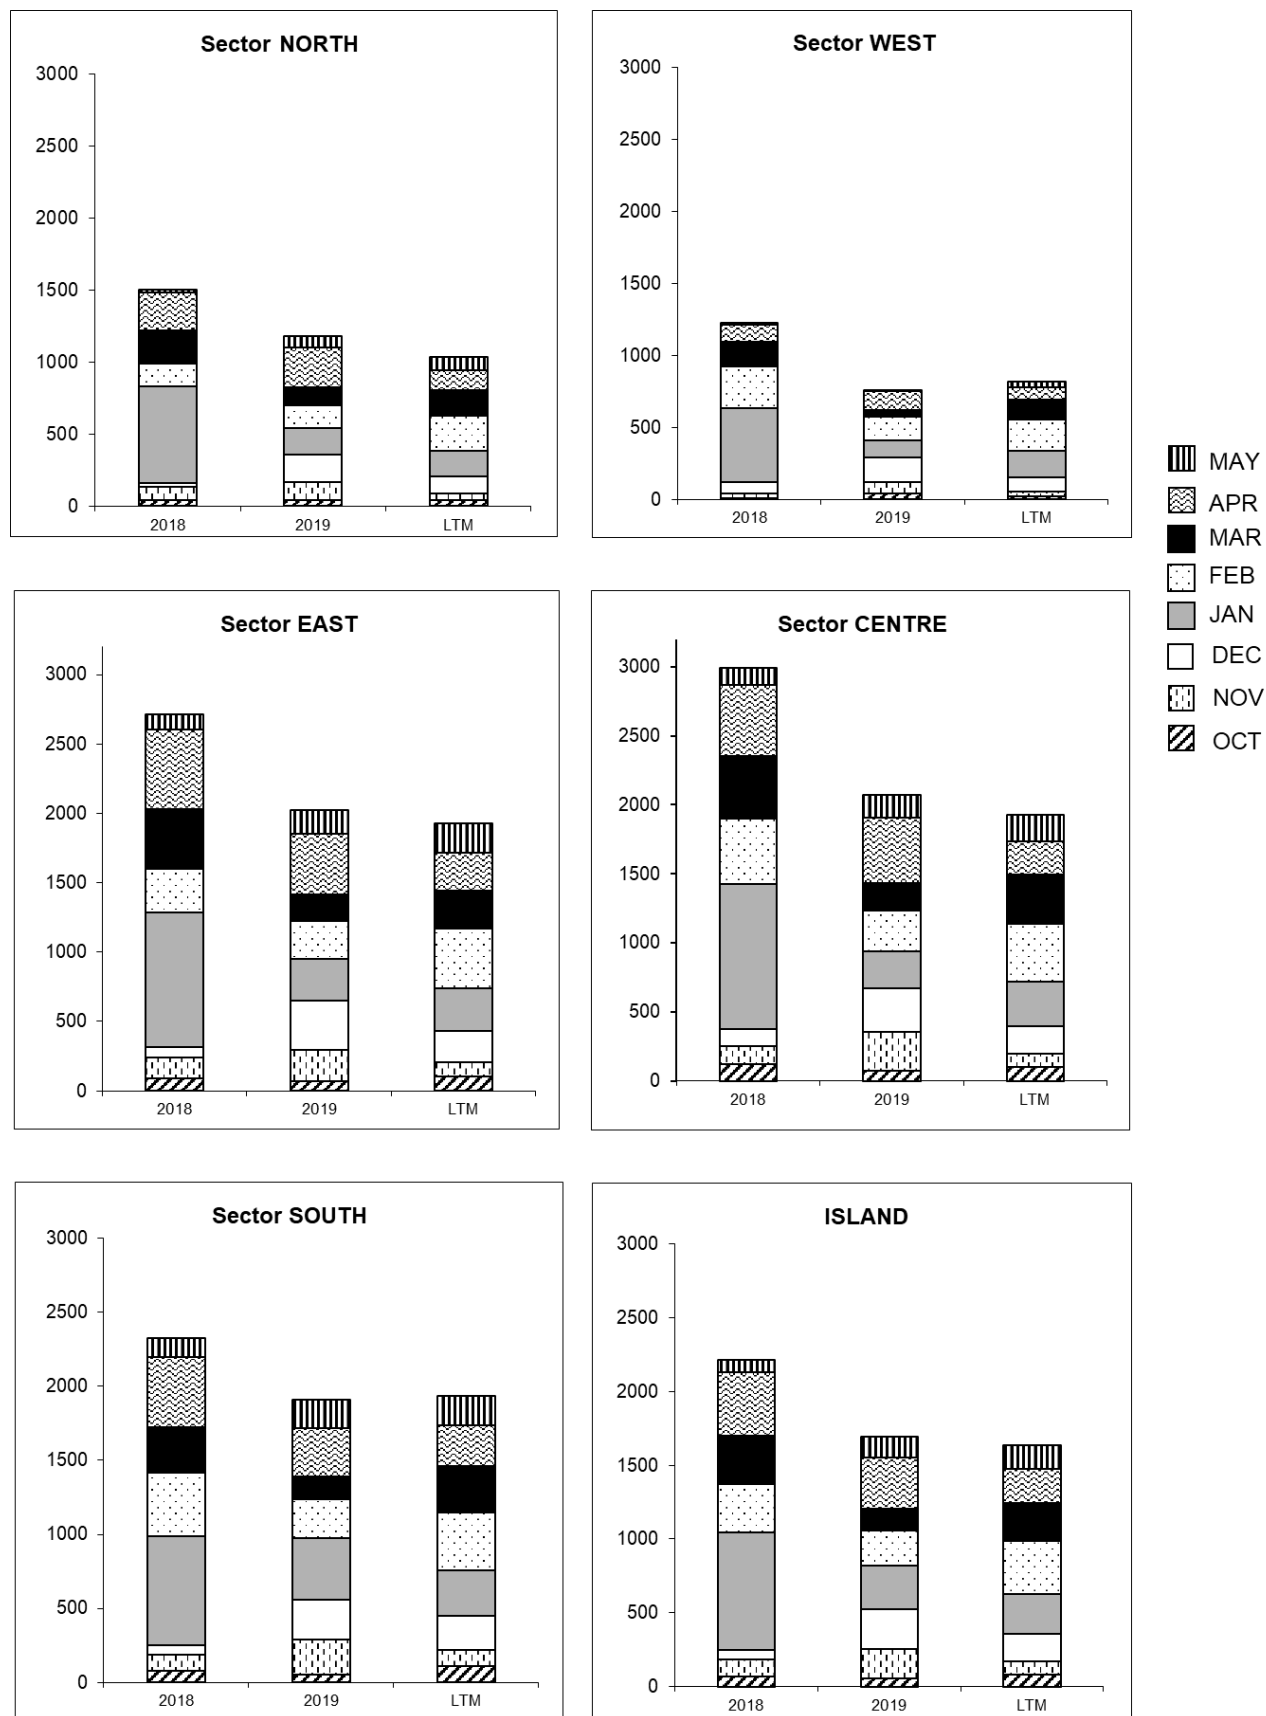 Sector NORTH
3000
2500
2000
1500
1000
500
0
2018 2019 LTM
Sector WEST
3000
2500
2000
1500
1000
500
0
2018 2019 LTM
MAY
APR
MAR
FEB
JAN
DEC
NOV
OCT
Sector EAST
3000
2500
2000
1500
1000
500
0
2018 2019 LTM
Sector CENTRE
3000
2500
2000
1500
1000
500
0
2018 2019 LTM
Sector SOUTH
3000
2500
2000
1500
1000
500
0
2018 2019 LTM
ISLAND
3000
2500
2000
1500
1000
500
0
2018 2019 LTM